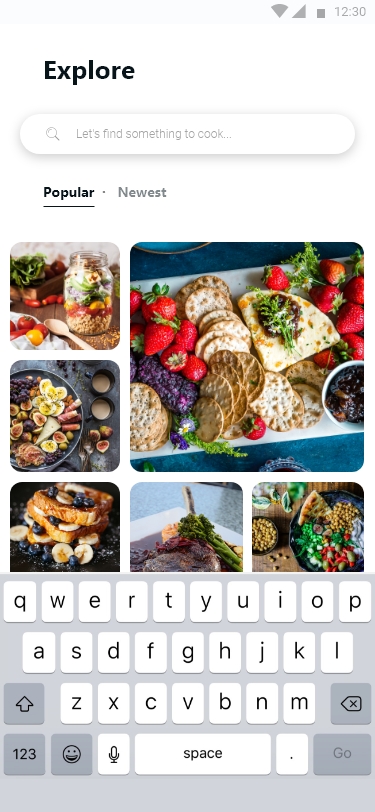 12:30
Explore
Let's find something to cook...
Popular · Newest
q w e r t y u i o p
a s d f g h j k l
z x c v b n m
123 space . Go